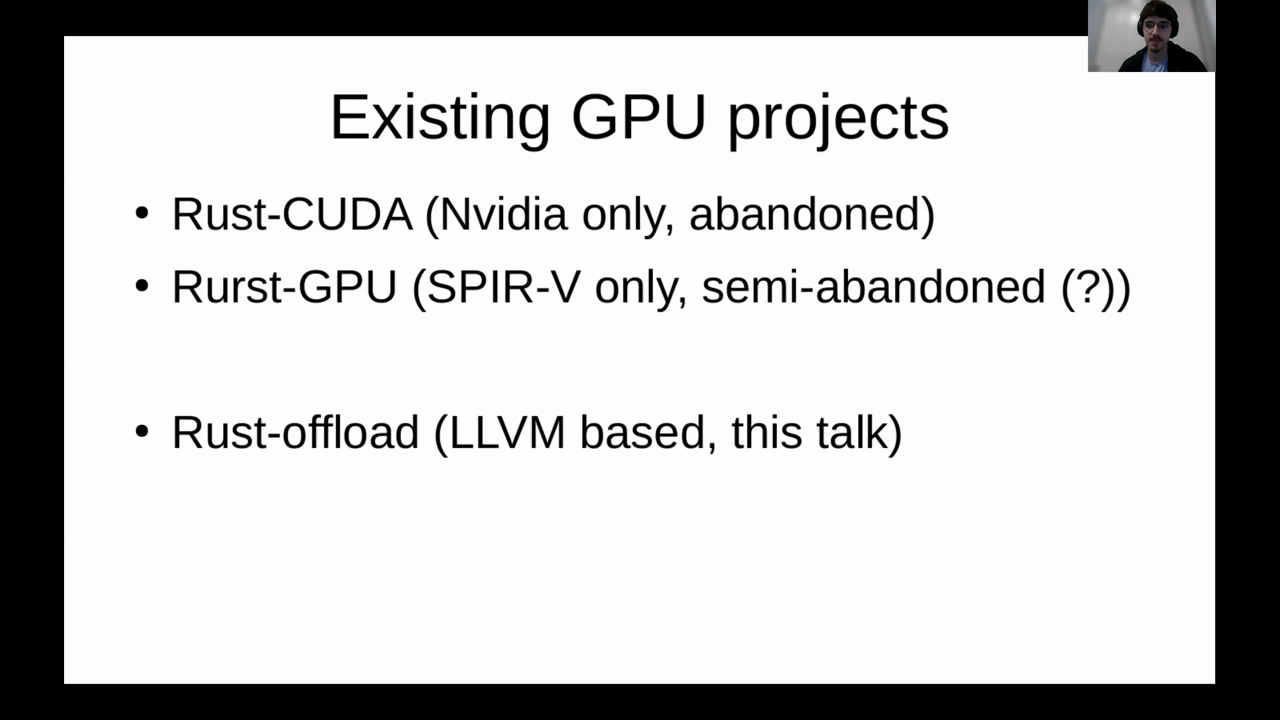 Existing GPU projects
• Rust-CUDA (Nvidia only, abandoned)
• Rurst-GPU (SPIR-V only, semi-abandoned (?))
• Rust-offload (LLVM based, this talk)